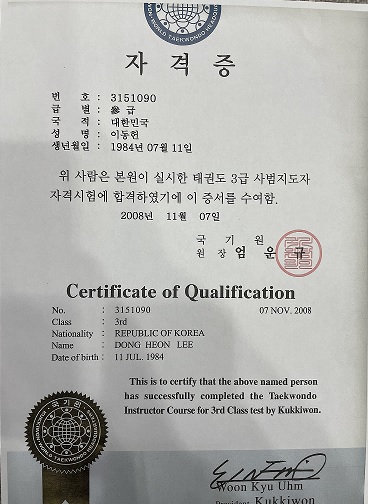 WORLD TAEKWONDO HEADQUARTERS
자격증
번 호 : 3151090
급 별 : 參 급
국 적 : 대한민국
성 명 : 이동헌
생년월일 : 1984년 07월 11일
위 사람은 본원이 실시한 태권도 3급 사범지도자
자격시험에 합격하였기에 이 증서를 수여함.
2008년 11월 07일
국 기 원
원 장 엄 운 규
Certificate of Qualification
No. : 3151090 07 NOV. 2008
Class : 3rd
Nationality : REPUBLIC OF KOREA
Name : DONG HEON LEE
Date of birth : 11 JUL. 1984
This is to certify that the above named person
has successfully completed the Taekwondo
Instructor Course for 3rd Class test by Kukkiwon.
국기원
Woon Kyu Uhm
President, Kukkiwon